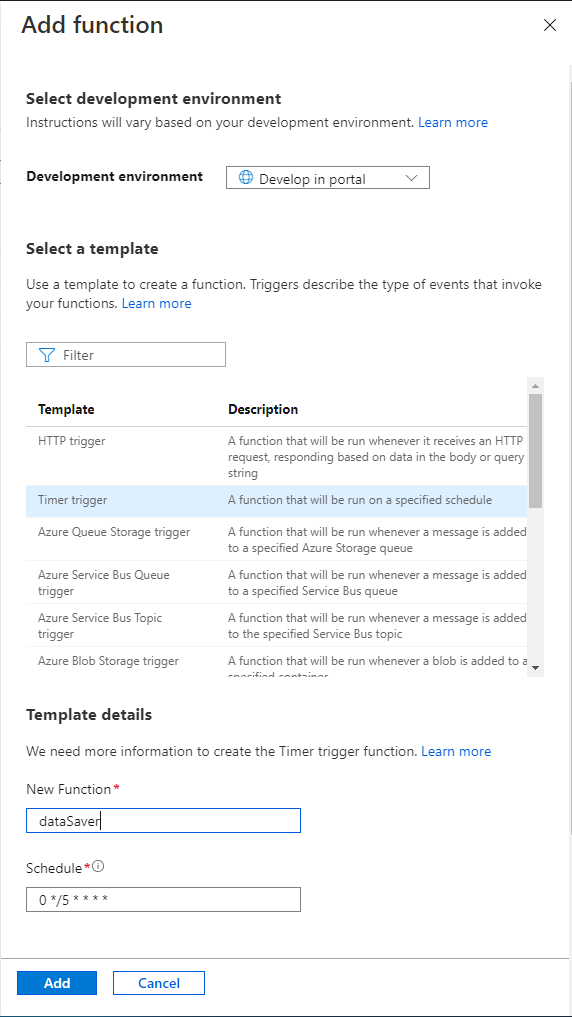 Add function
Select development environment
Instructions will vary based on your development environment. Learn more
Development environment
Develop in portal
Select a template
Use a template to create a function. Triggers describe the type of events that invoke
your functions. Learn more
Filter
Template Description
HTTP trigger A function that will be run whenever it receives an HTTP
request, responding based on data in the body or query
string
Timer trigger A function that will be run on a specified schedule
Azure Queue Storage trigger A function that will be run whenever a message is added
to a specified Azure Storage queue
Azure Service Bus Queue A function that will be run whenever a message is added
trigger to a specified Service Bus queue
Azure Service Bus Topic A function that will be run whenever a message is added
trigger to the specified Service Bus topic
Azure Blob Storage trigger A function that will be run whenever a blob is added to a
specified container
Template details
We need more information to create the Timer trigger function. Learn more
New Function*
dataSaver
Schedule*
0 */5 * * * *
Add Cancel